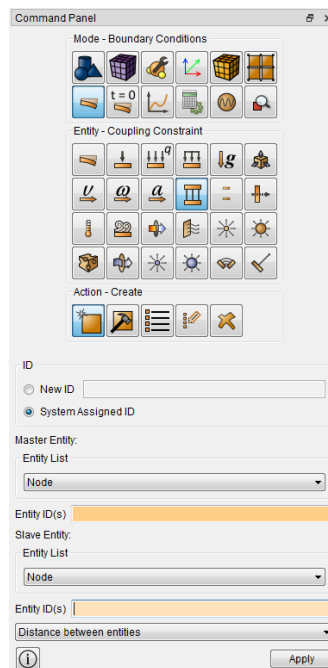 Command Panel
Mode - Boundary Conditions
t = 0
Entity - Coupling Constraint
q
g
v
ω
a
Action - Create
ID
New ID
System Assigned ID
Master Entity:
Entity List
Node
Entity ID(s)
Slave Entity:
Entity List
Node
Entity ID(s)
Distance between entities
i
Apply